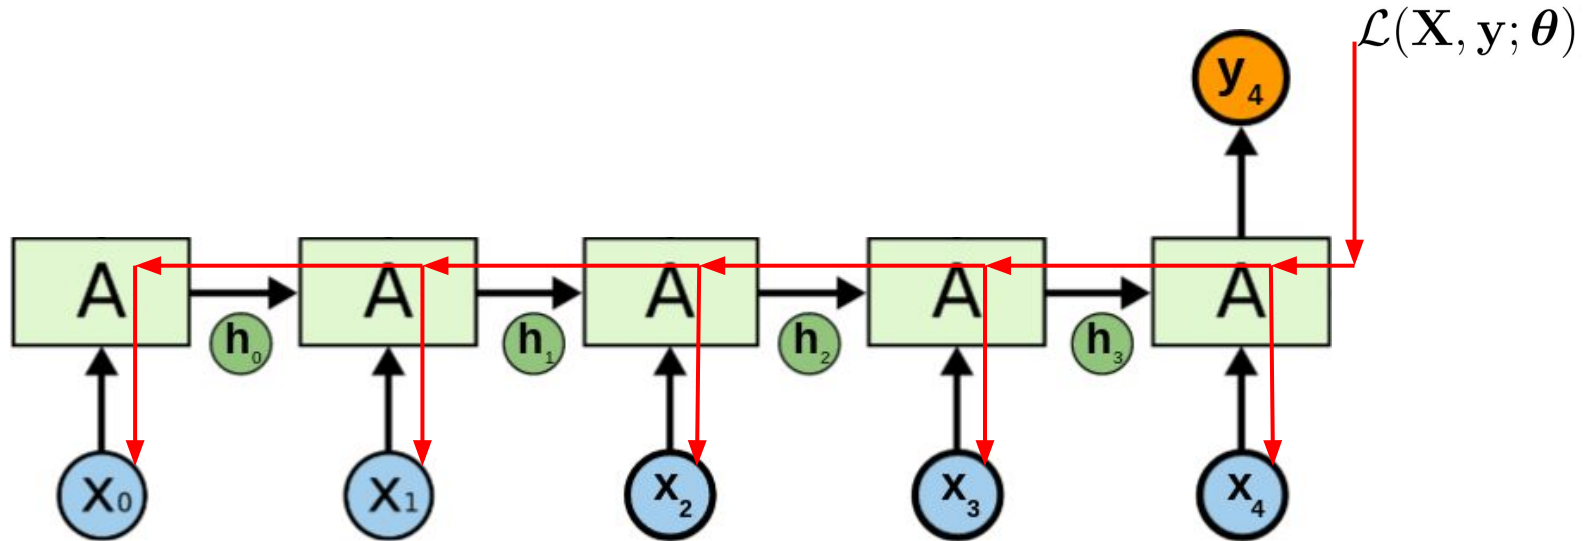 𝓛(𝐗, 𝐲; 𝜽)
y₄
A A A A A
h₀ h₁ h₂ h₃
x₀ x₁ x₂ x₃ x₄